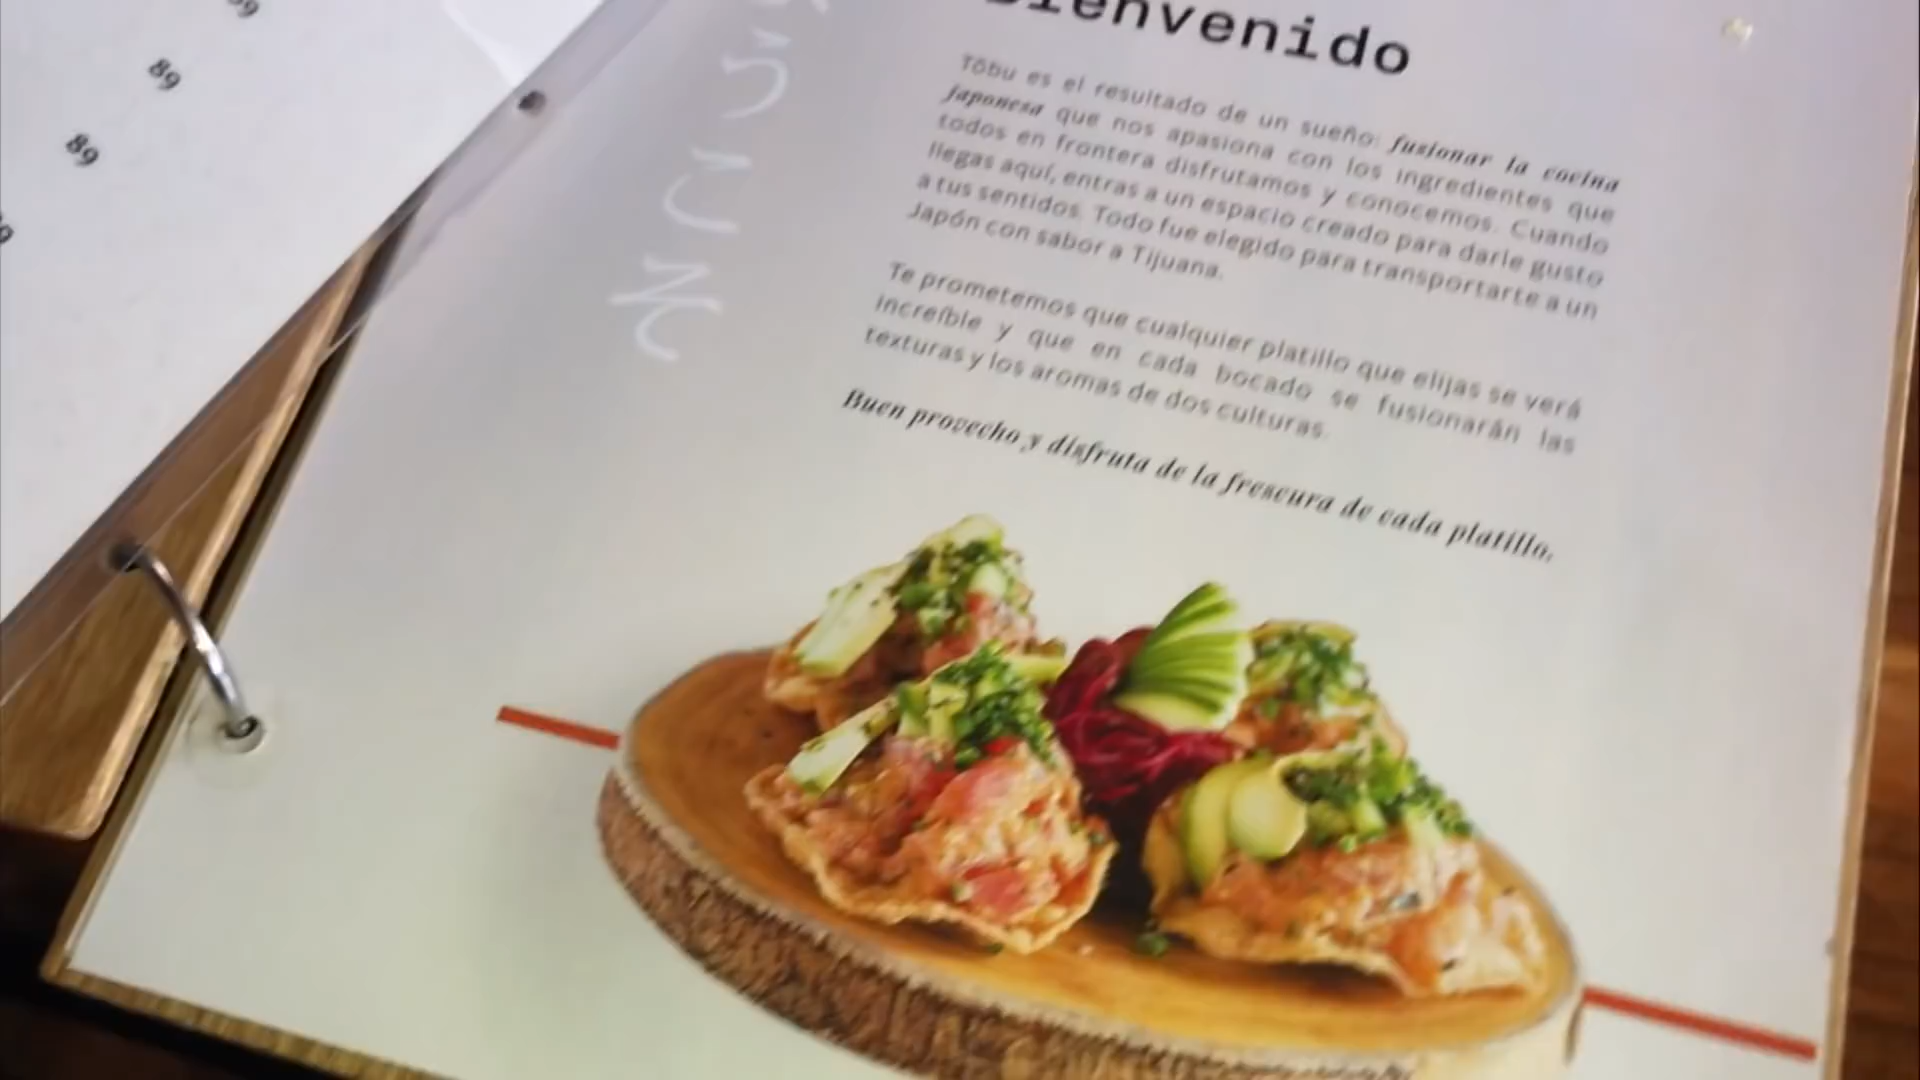 89
89
うこそ
Bienvenido
Tōbu es el resultado de un sueño: fusionar la cocina
japonesa que nos apasiona con los ingredientes que
todos en frontera disfrutamos y conocemos. Cuando
llegas aquí, entras a un espacio creado para darle gusto
a tus sentidos. Todo fue elegido para transportarte a un
Japón con sabor a Tijuana.
Te prometemos que cualquier platillo que elijas se verá
increíble y que en cada bocado se fusionarán las
texturas y los aromas de dos culturas.
Buen provecho y disfruta de la frescura de cada platillo.